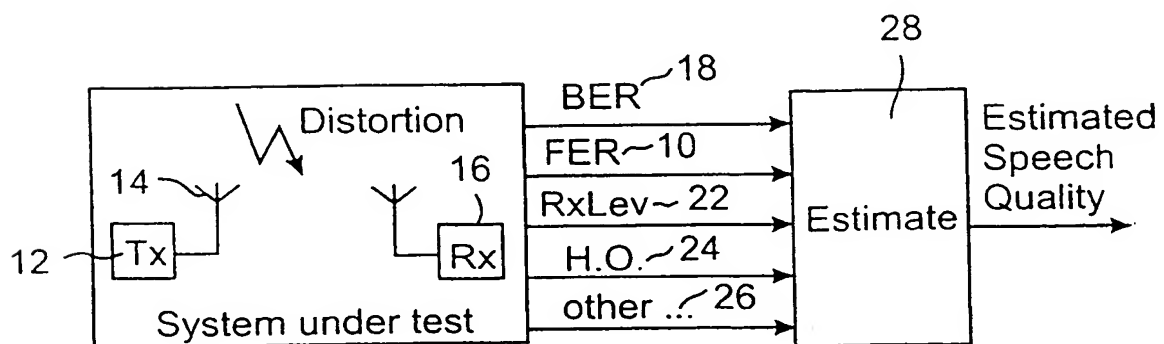 28
BER 18
Distortion
FER 10
Estimated
Speech
Quality
14
16
RxLev 22
Estimate
12
Tx
Rx
H.O. 24
other ... 26
System under test